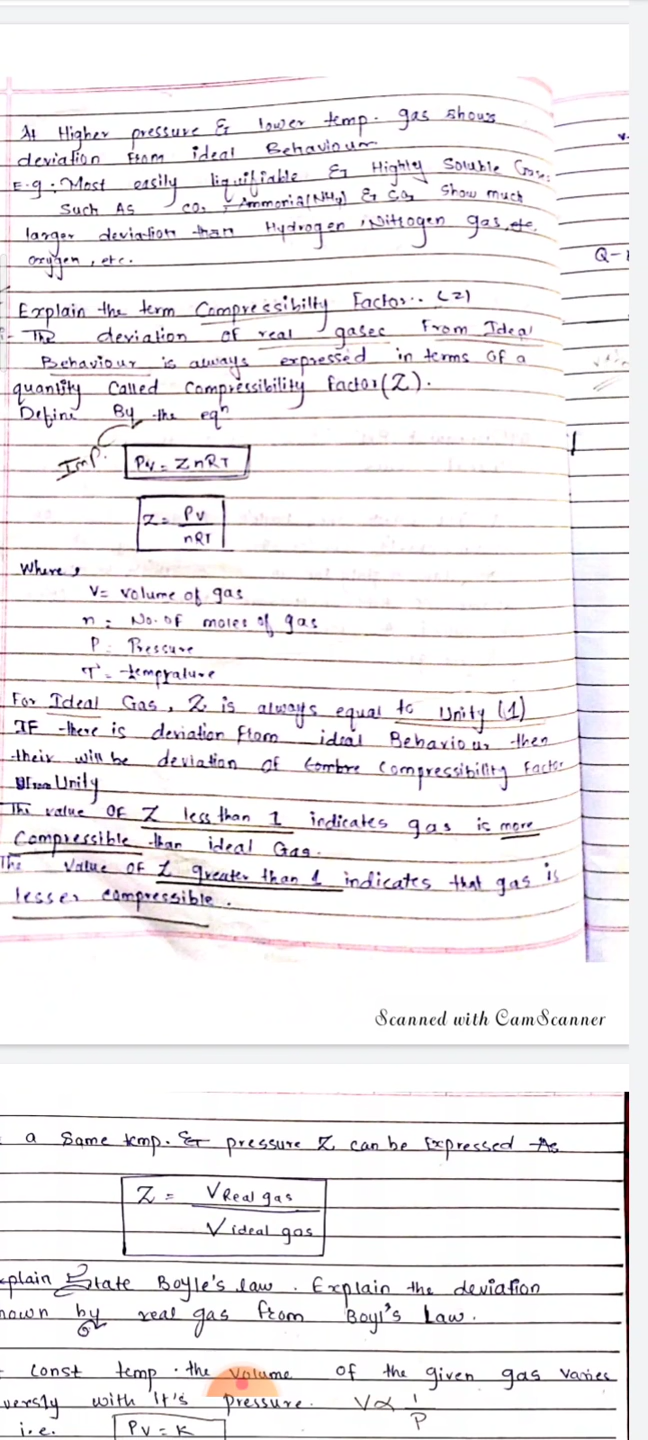 At Higher pressure & lower temp. gas shows
deviation from ideal Behaviour
E.g: Most easily liquifiable & Highly Soluble Gas,
Such As CO2, Ammonia(NH3) & SO2 Show much
larger deviation than Hydrogen, Nitrogen gas, etc.
oxygen, etc.
Q-
Explain the term Compressibilty Factor.. (Z)
The deviation of real gases From Ideal
Behaviour is always expressed in terms of a
quantity Called Compressibility factor(Z).
Define By the eqn
Imp.
PV = ZnRT
Z = PV
nRT
Where,
V= volume of gas
n = No. of moles of gas
P = Pressure
T = temprature
For Ideal Gas, Z is always equal to Unity (1)
IF there is deviation from ideal Behaviour then
their will be deviation of Compressibility Factor
from Unity
The value OF Z less than 1 indicates gas is more
Compressible than ideal Gas.
The Value OF Z greater than 1 indicates that gas is
lesser compressible.
Scanned with CamScanner
a Same temp. & pressure Z can be Expressed As
Z = V Real gas
V ideal gas
xplain State Boyle's law. Explain the deviation
hown by real gas from Boyl's Law.
const temp. the Volume of the given gas varies
versly with it's pressure. V∝ 1
P
i.e. PV = K